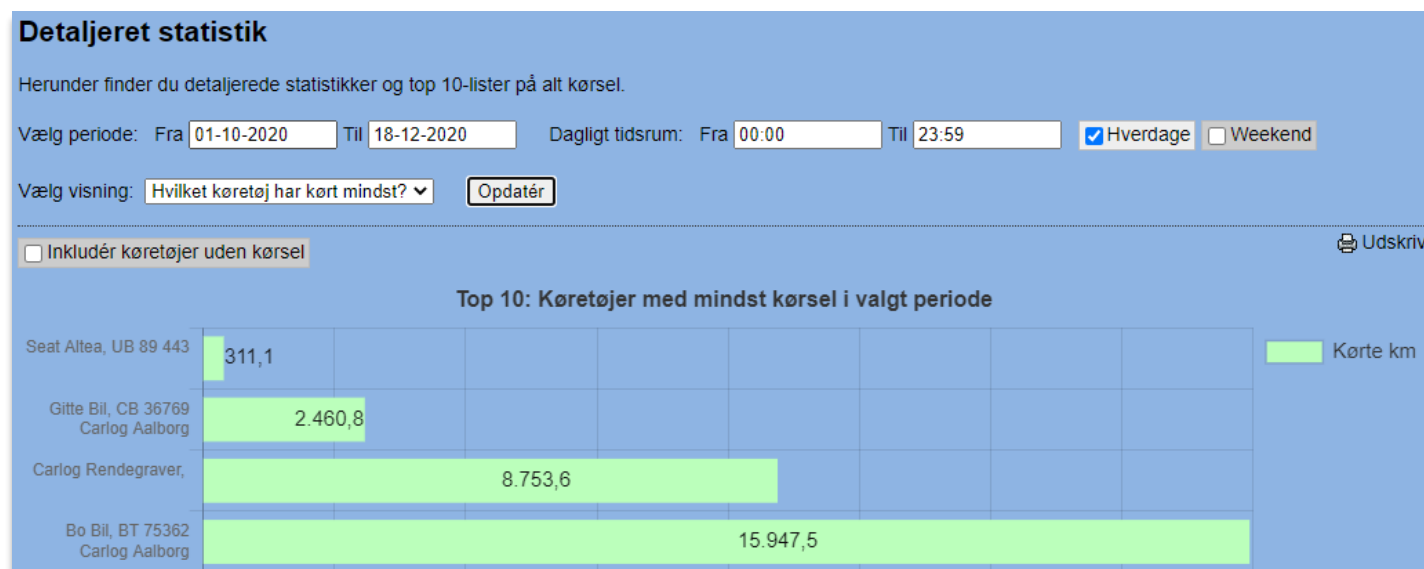 Detaljeret statistik
Herunder finder du detaljerede statistikker og top 10-lister på alt kørsel.
Vælg periode: Fra 01-10-2020 Til 18-12-2020 Dagligt tidsrum: Fra 00:00 Til 23:59 Hverdage Weekend
Vælg visning: Hvilket køretøj har kørt mindst? Opdatér
Udskriv
Inkludér køretøjer uden kørsel
Top 10: Køretøjer med mindst kørsel i valgt periode
Seat Altea, UB 89 443 311,1
Kørte km
Gitte Bil, CB 36769
Carlog Aalborg
2.460,8
Carlog Rendegraver, 8.753,6
Bo Bil, BT 75362
Carlog Aalborg
15.947,5